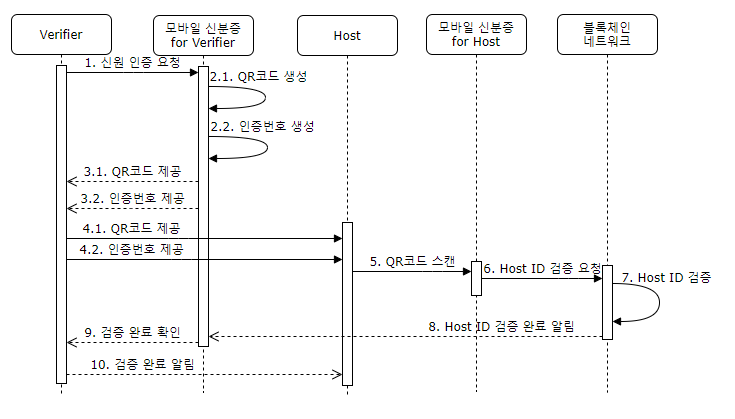 Verifier
모바일 신분증
for Verifier
Host
모바일 신분증
for Host
블록체인
네트워크
1. 신원 인증 요청
2.1. QR코드 생성
2.2. 인증번호 생성
3.1. QR코드 제공
3.2. 인증번호 제공
4.1. QR코드 제공
4.2. 인증번호 제공
5. QR코드 스캔
6. Host ID 검증 요청
7. Host ID 검증
8. Host ID 검증 완료 알림
9. 검증 완료 확인
10. 검증 완료 알림